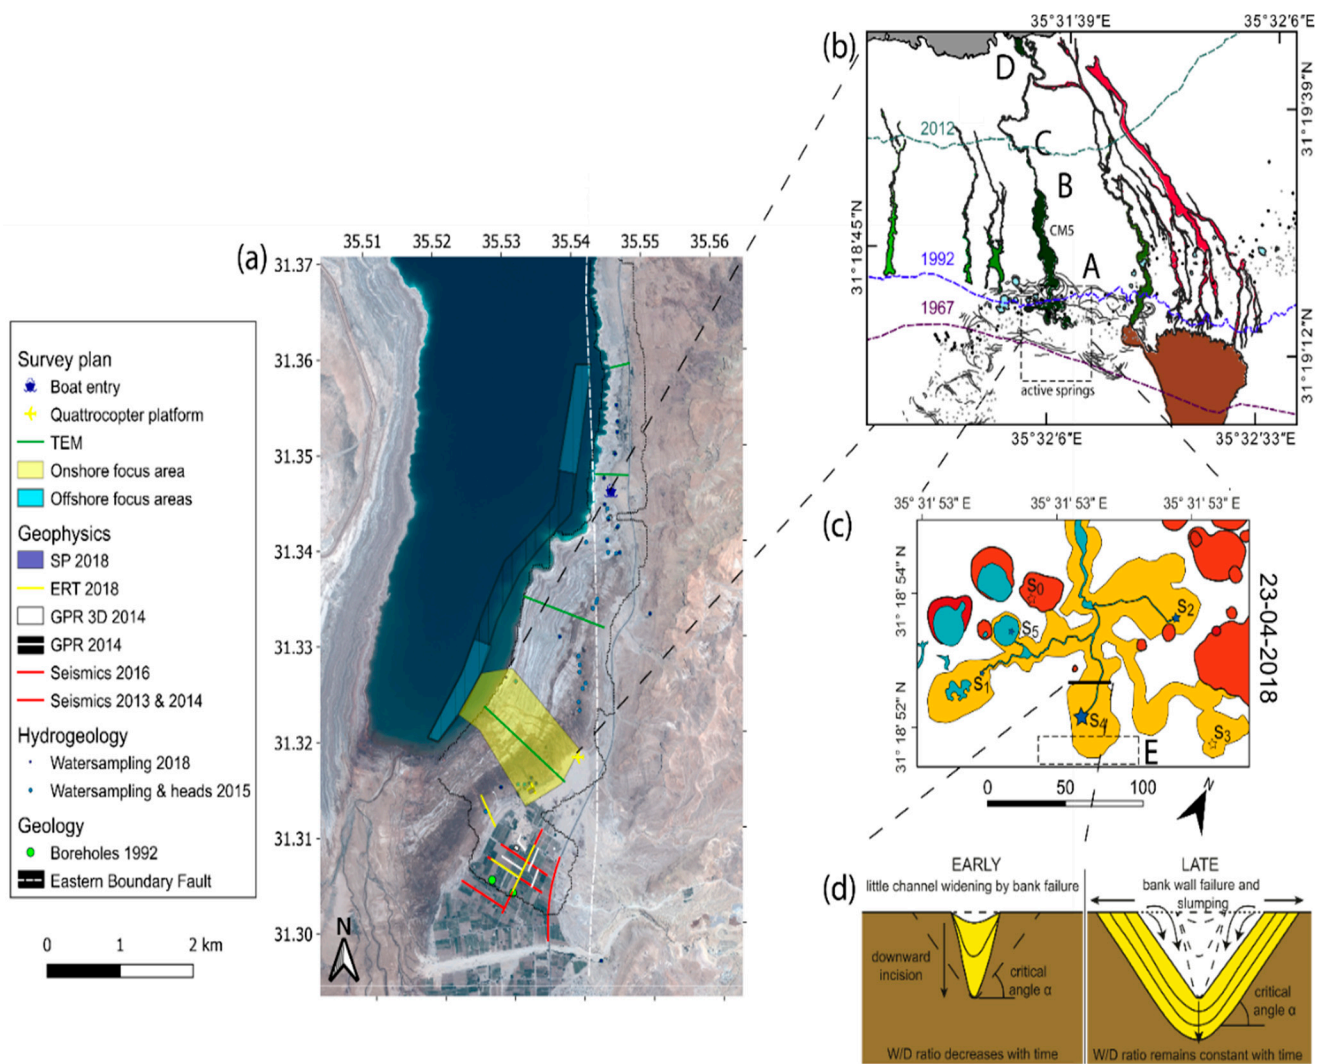 (a)
35.51 35.52 35.53 35.54 35.55 35.56
31.37
31.36
31.35
31.34
31.33
31.32
31.31
31.30
N
Survey plan
Boat entry
Quattrocopter platform
TEM
Onshore focus area
Offshore focus areas
Geophysics
SP 2018
ERT 2018
GPR 3D 2014
GPR 2014
Seismics 2016
Seismics 2013 & 2014
Hydrogeology
Watersampling 2018
Watersampling & heads 2015
Geology
Boreholes 1992
Eastern Boundary Fault
0 1 2 km
(b)
35°31'39"E 35°32'6"E
31°19'39"N
31°18'45"N
31°19'12"N
D
2012
C
B
CM5
A
1992
1967
active springs
35°32'6"E 35°32'33"E
(c)
35° 31' 53" E 35° 31' 53" E 35° 31' 53" E
31° 18' 54" N
31° 18' 52" N
S0
S2
S5
S1
S4
S3
E
23-04-2018
0 50 100
N
(d)
EARLY
little channel widening by bank failure
downward
incision
critical
angle α
W/D ratio decreases with time
LATE
bank wall failure and
slumping
critical
angle α
W/D ratio remains constant with time